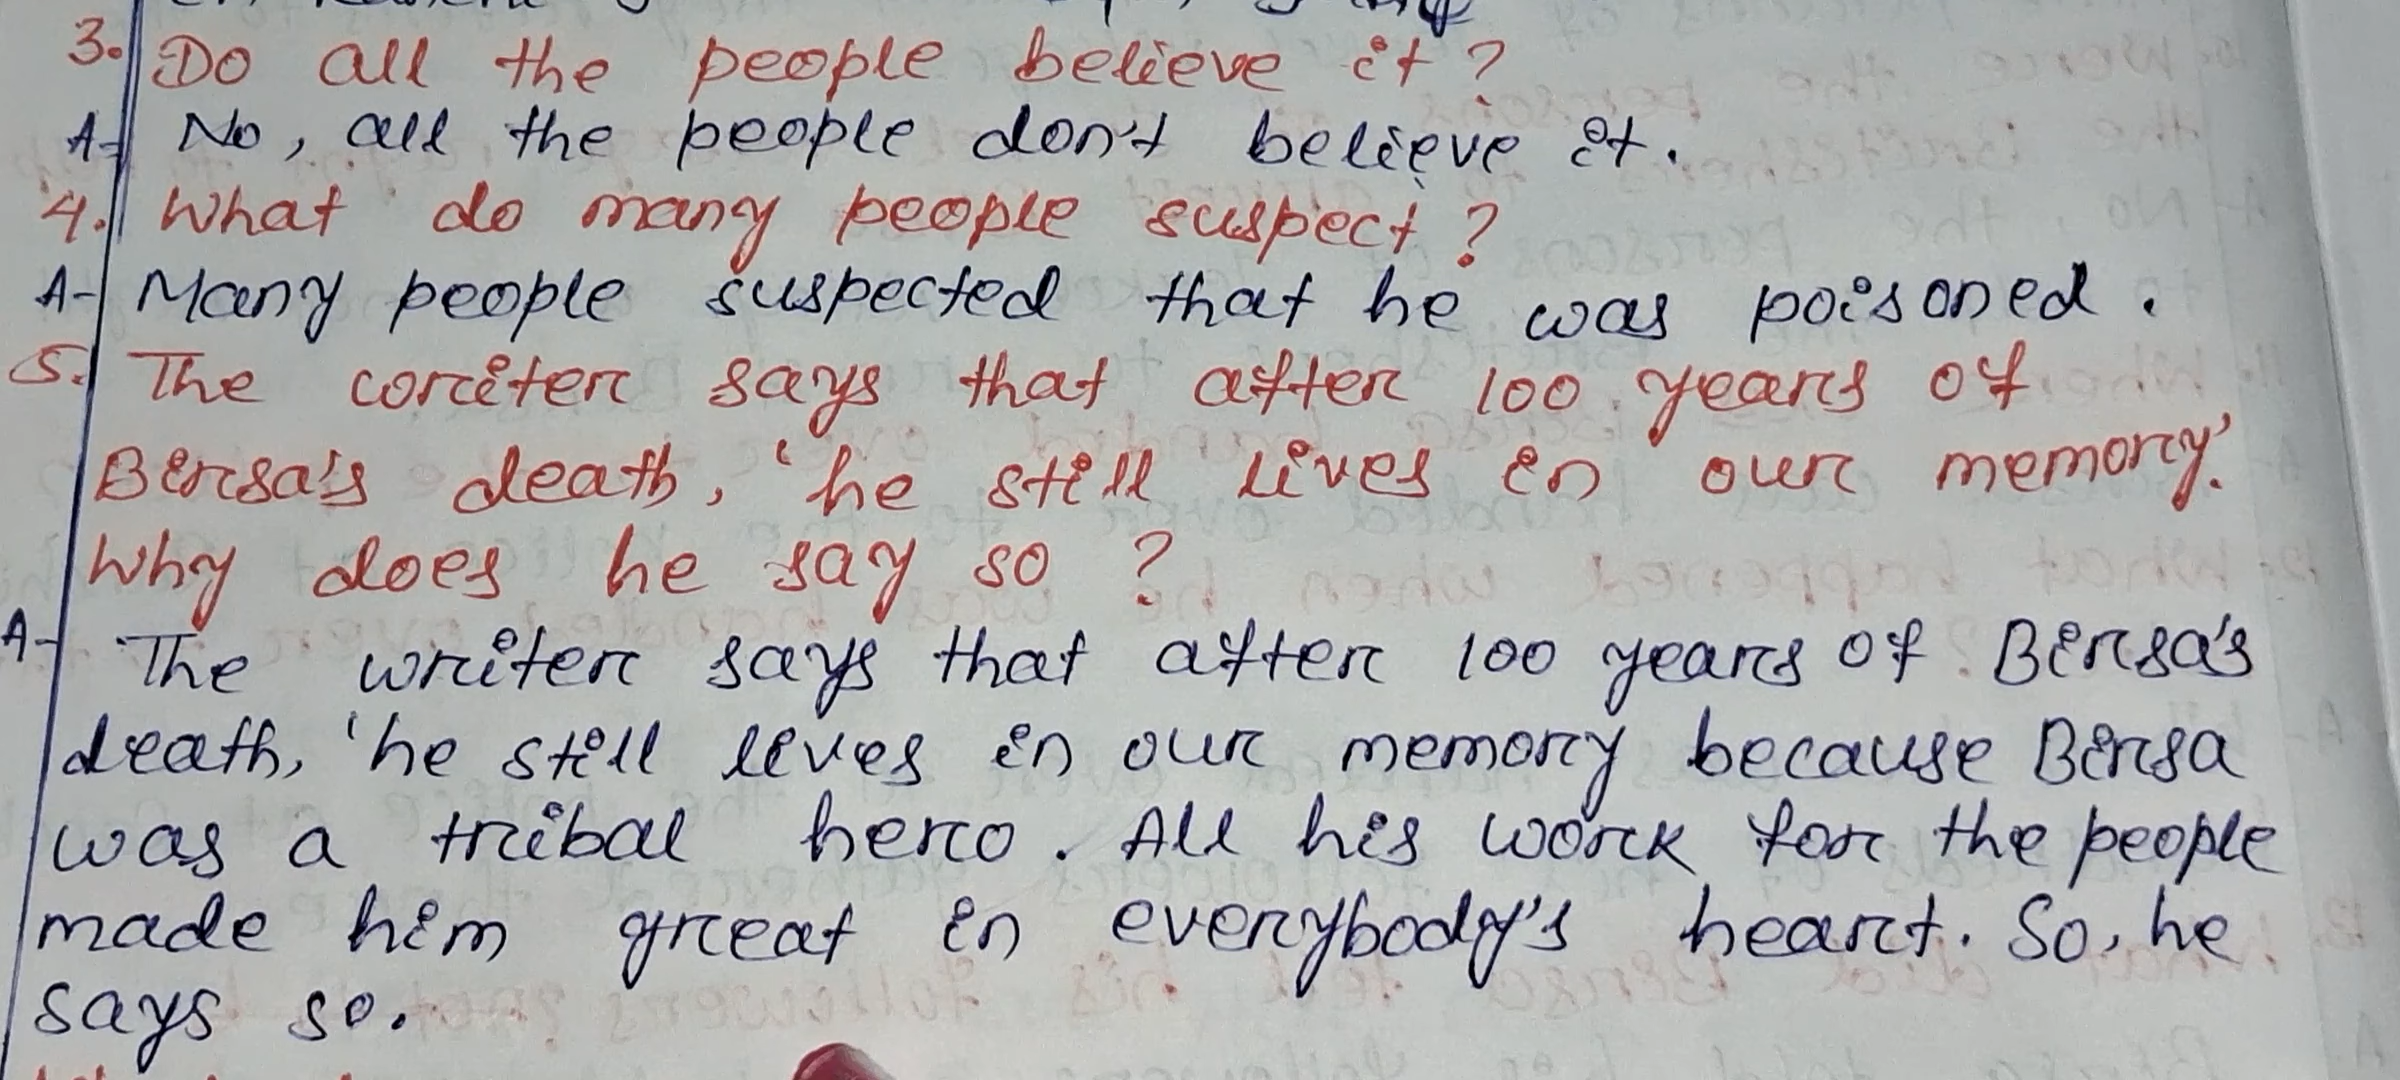 3. Do all the people believe it?
A- No, all the people don't believe it.
4. What do many people suspect?
A- Many people suspected that he was poisoned.
5. The writer says that after 100 years of
Birsa's death, 'he still lives in our memory'.
Why does he say so?
A- The writer says that after 100 years of Birsa's
death, 'he still lives in our memory because Birsa
was a tribal hero. All his work for the people
made him great in everybody's heart. So, he
says so.